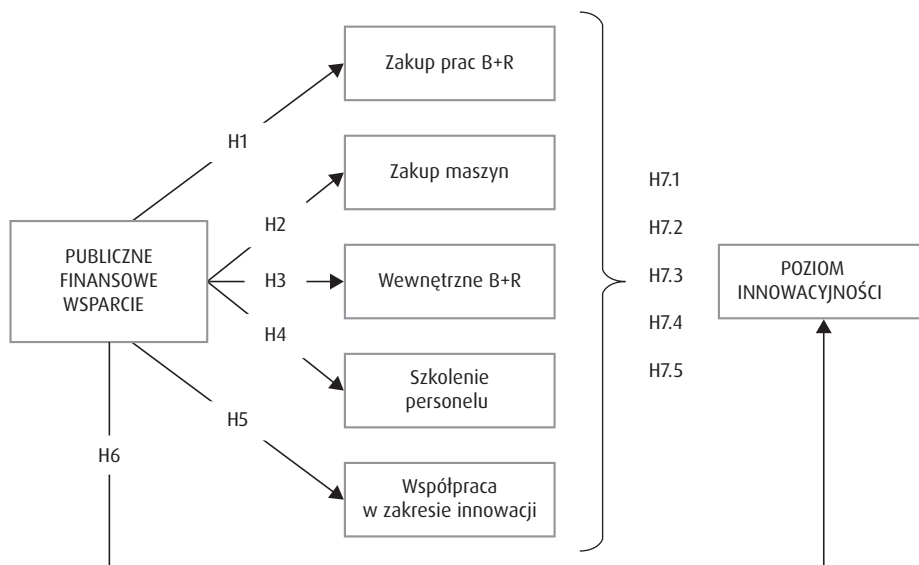 Zakup prac B+R
H1
Zakup maszyn
H2
PUBLICZNE
FINANSOWE
WSPARCIE
H3
Wewnętrzne B+R
H4
Szkolenie
personelu
H5
H6
Współpraca
w zakresie innowacji
H7.1
H7.2
H7.3
H7.4
H7.5
POZIOM
INNOWACYJNOŚCI